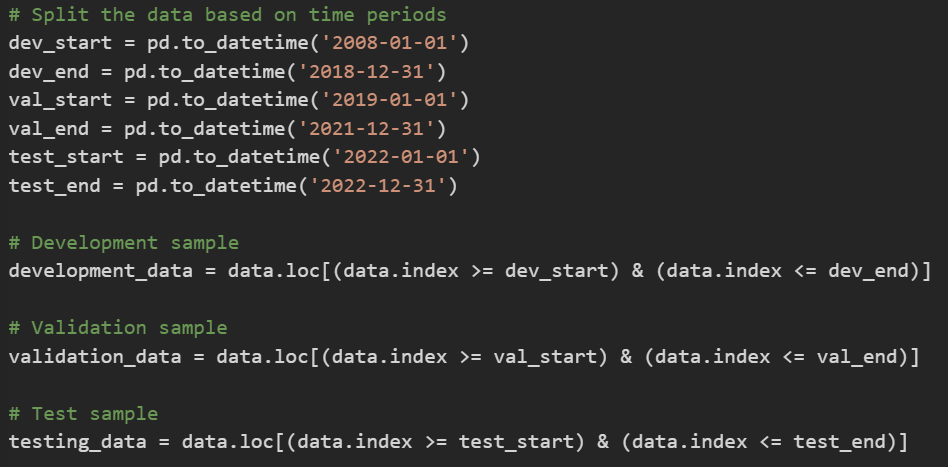 # Split the data based on time periods
dev_start = pd.to_datetime('2008-01-01')
dev_end = pd.to_datetime('2018-12-31')
val_start = pd.to_datetime('2019-01-01')
val_end = pd.to_datetime('2021-12-31')
test_start = pd.to_datetime('2022-01-01')
test_end = pd.to_datetime('2022-12-31')
# Development sample
development_data = data.loc[(data.index >= dev_start) & (data.index <= dev_end)]
# Validation sample
validation_data = data.loc[(data.index >= val_start) & (data.index <= val_end)]
# Test sample
testing_data = data.loc[(data.index >= test_start) & (data.index <= test_end)]